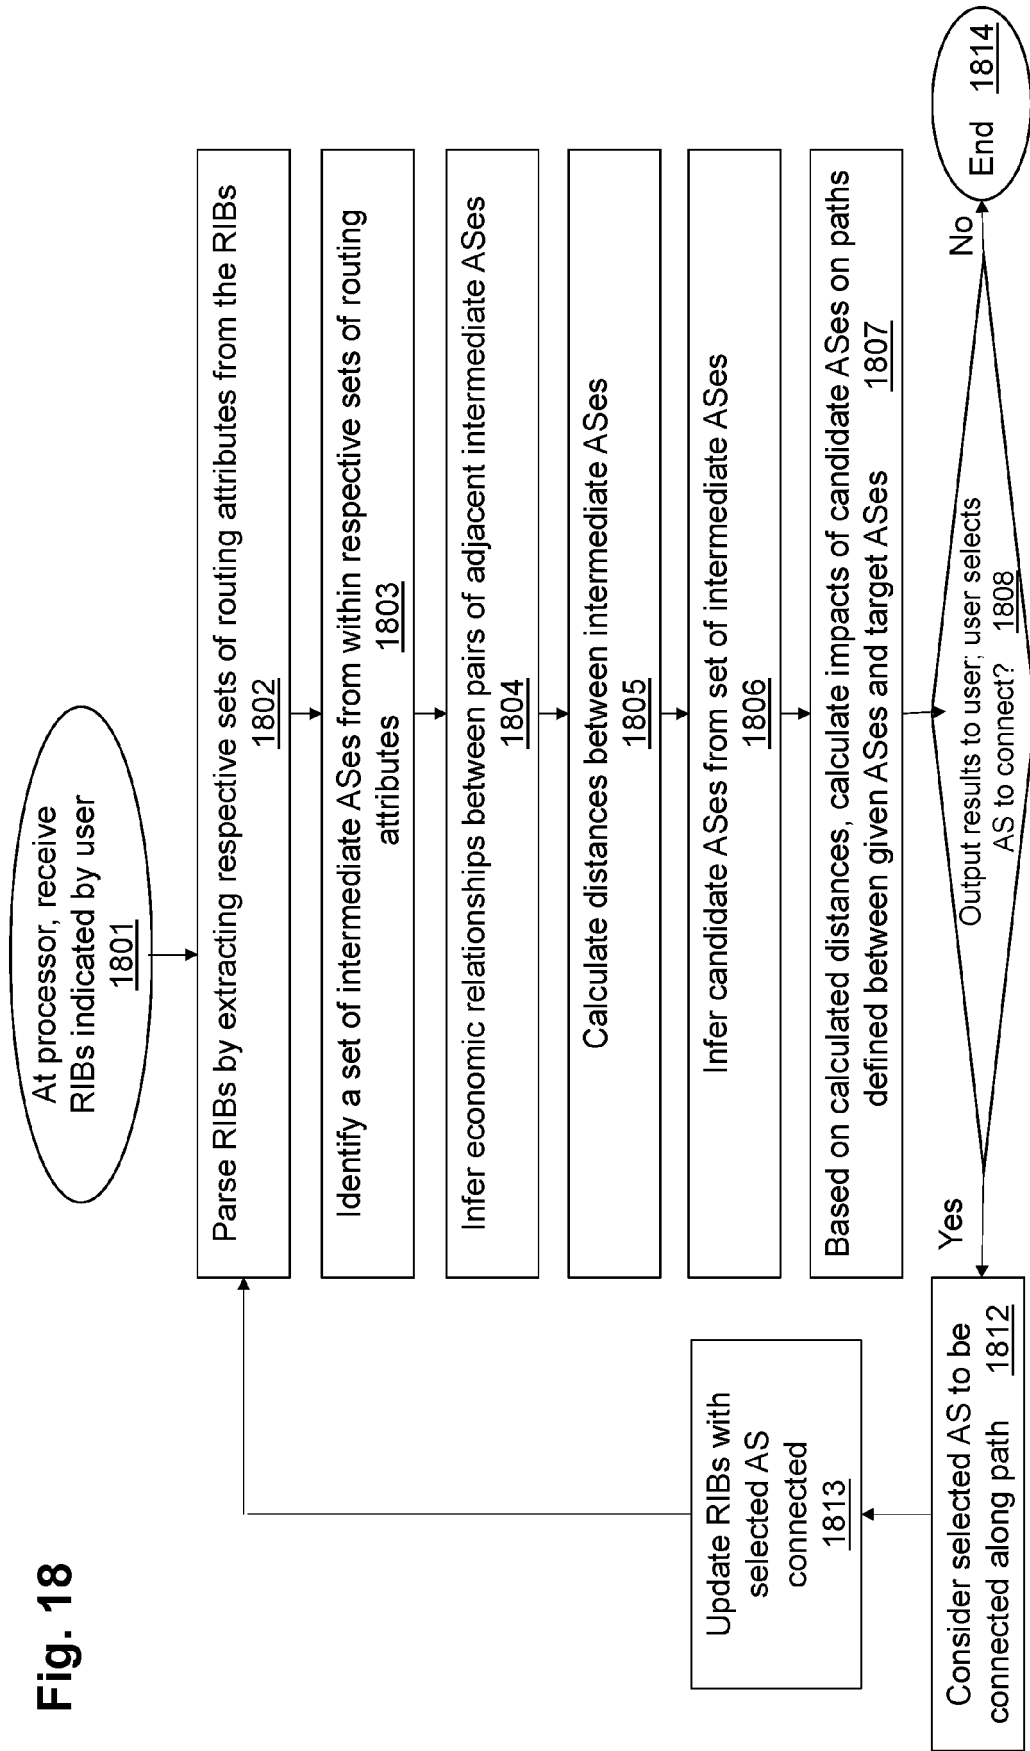 Fig. 18
At processor, receive
RIBs indicated by user
1801
Parse RIBs by extracting respective sets of routing attributes from the RIBs
1802
Identify a set of intermediate ASes from within respective sets of routing
attributes 1803
Infer economic relationships between pairs of adjacent intermediate ASes
1804
Calculate distances between intermediate ASes
1805
Infer candidate ASes from set of intermediate ASes
1806
Based on calculated distances, calculate impacts of candidate ASes on paths
defined between given ASes and target ASes 1807
Output results to user; user selects
AS to connect? 1808
Yes
No
End 1814
Consider selected AS to be
connected along path 1812
Update RIBs with
selected AS
connected
1813